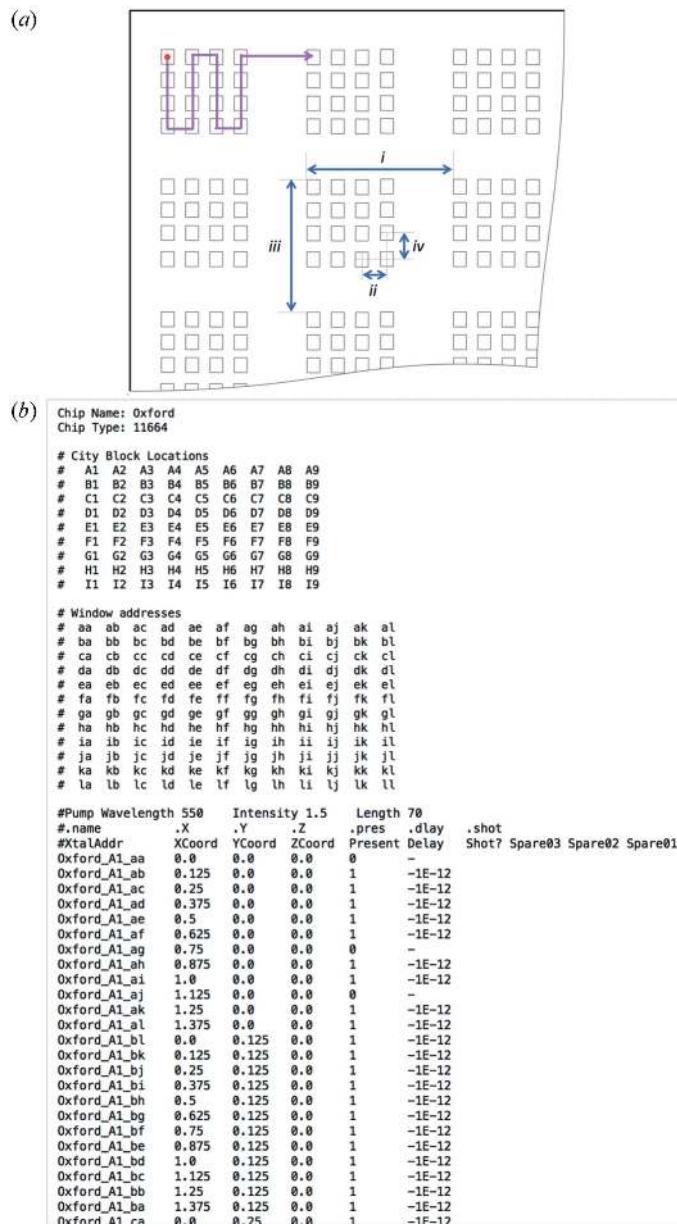 (a)
i
iii
iv
ii
(b)
Chip Name: Oxford
Chip Type: 11664
# City Block Locations
# A1 A2 A3 A4 A5 A6 A7 A8 A9
# B1 B2 B3 B4 B5 B6 B7 B8 B9
# C1 C2 C3 C4 C5 C6 C7 C8 C9
# D1 D2 D3 D4 D5 D6 D7 D8 D9
# E1 E2 E3 E4 E5 E6 E7 E8 E9
# F1 F2 F3 F4 F5 F6 F7 F8 F9
# G1 G2 G3 G4 G5 G6 G7 G8 G9
# H1 H2 H3 H4 H5 H6 H7 H8 H9
# I1 I2 I3 I4 I5 I6 I7 I8 I9
# Window addresses
# aa ab ac ad ae af ag ah ai aj ak al
# ba bb bc bd be bf bg bh bi bj bk bl
# ca cb cc cd ce cf cg ch ci cj ck cl
# da db dc dd de df dg dh di dj dk dl
# ea eb ec ed ee ef eg eh ei ej ek el
# fa fb fc fd fe ff fg fh fi fj fk fl
# ga gb gc gd ge gf gg gh gi gj gk gl
# ha hb hc hd he hf hg hh hi hj hk hl
# ia ib ic id ie if ig ih ii ij ik il
# ja jb jc jd je jf jg jh ji jj jk jl
# ka kb kc kd ke kf kg kh ki kj kk kl
# la lb lc ld le lf lg lh li lj lk ll
#Pump Wavelength 550 Intensity 1.5 Length 70
#.name .X .Y .Z .pres .dlay .shot
#XtalAddr XCoord YCoord ZCoord Present Delay Shot? Spare03 Spare02 Spare01
Oxford_A1_aa 0.0 0.0 0.0 0 -
Oxford_A1_ab 0.125 0.0 0.0 1 -1E-12
Oxford_A1_ac 0.25 0.0 0.0 1 -1E-12
Oxford_A1_ad 0.375 0.0 0.0 1 -1E-12
Oxford_A1_ae 0.5 0.0 0.0 1 -1E-12
Oxford_A1_af 0.625 0.0 0.0 1 -1E-12
Oxford_A1_ag 0.75 0.0 0.0 0 -
Oxford_A1_ah 0.875 0.0 0.0 1 -1E-12
Oxford_A1_ai 1.0 0.0 0.0 1 -1E-12
Oxford_A1_aj 1.125 0.0 0.0 0 -
Oxford_A1_ak 1.25 0.0 0.0 1 -1E-12
Oxford_A1_al 1.375 0.0 0.0 1 -1E-12
Oxford_A1_bl 0.0 0.125 0.0 1 -1E-12
Oxford_A1_bk 0.125 0.125 0.0 1 -1E-12
Oxford_A1_bj 0.25 0.125 0.0 1 -1E-12
Oxford_A1_bi 0.375 0.125 0.0 1 -1E-12
Oxford_A1_bh 0.5 0.125 0.0 1 -1E-12
Oxford_A1_bg 0.625 0.125 0.0 1 -1E-12
Oxford_A1_bf 0.75 0.125 0.0 1 -1E-12
Oxford_A1_be 0.875 0.125 0.0 1 -1E-12
Oxford_A1_bd 1.0 0.125 0.0 1 -1E-12
Oxford_A1_bc 1.125 0.125 0.0 1 -1E-12
Oxford_A1_bb 1.25 0.125 0.0 1 -1E-12
Oxford_A1_ba 1.375 0.125 0.0 1 -1E-12
Oxford_A1_ca 0.0 0.25 0.0 1 -1E-12